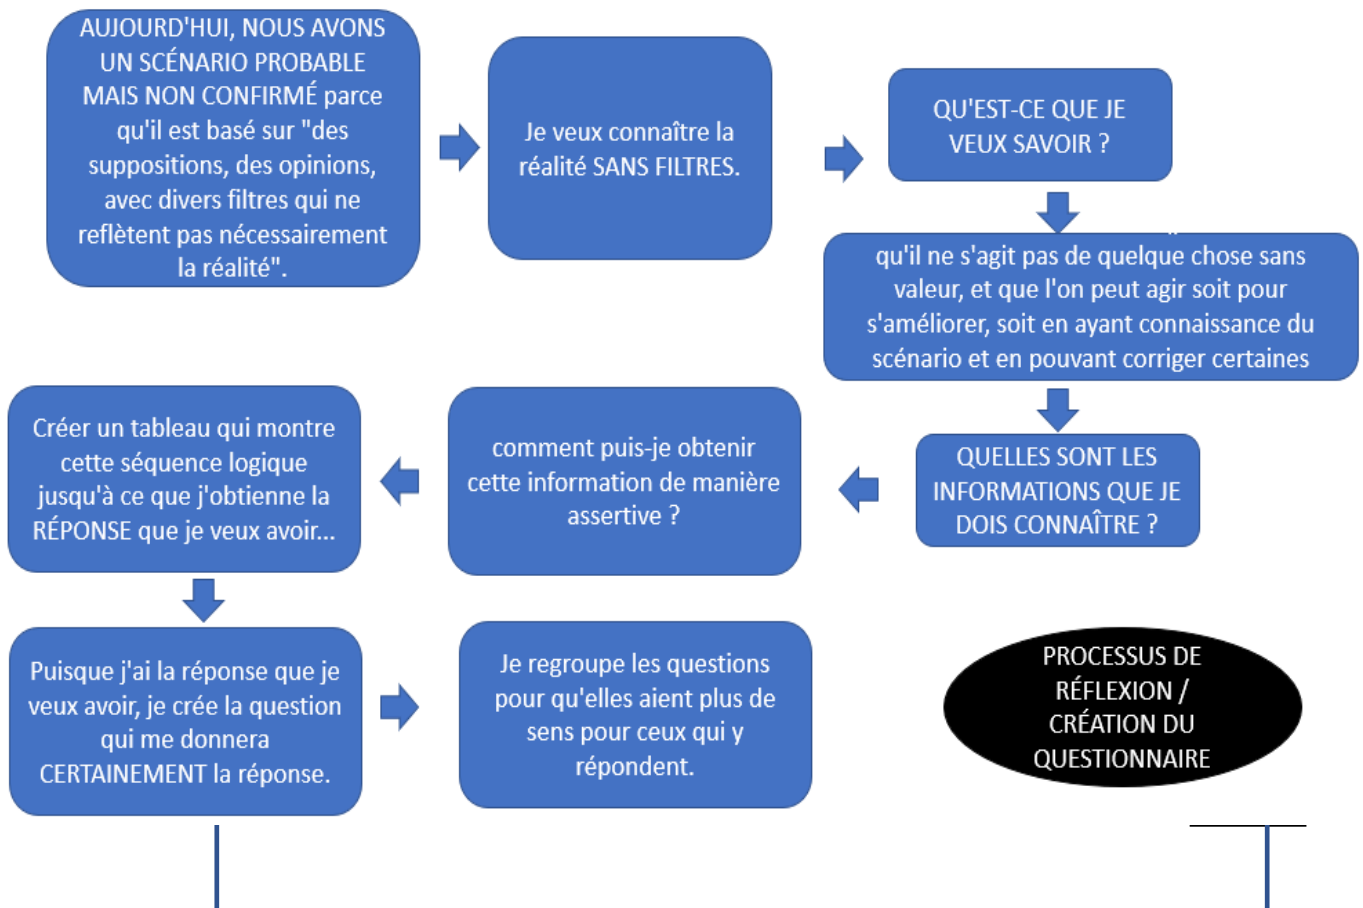 AUJOURD'HUI, NOUS AVONS
UN SCÉNARIO PROBABLE
MAIS NON CONFIRMÉ parce
qu'il est basé sur "des
suppositions, des opinions,
avec divers filtres qui ne
reflètent pas nécessairement
la réalité".
Je veux connaître la
réalité SANS FILTRES.
QU'EST-CE QUE JE
VEUX SAVOIR ?
qu'il ne s'agit pas de quelque chose sans
valeur, et que l'on peut agir soit pour
s'améliorer, soit en ayant connaissance du
scénario et en pouvant corriger certaines
QUELLES SONT LES
INFORMATIONS QUE JE
DOIS CONNAÎTRE ?
comment puis-je obtenir
cette information de manière
assertive ?
Créer un tableau qui montre
cette séquence logique
jusqu'à ce que j'obtienne la
RÉPONSE que je veux avoir...
Puisque j'ai la réponse que je
veux avoir, je crée la question
qui me donnera
CERTAINEMENT la réponse.
Je regroupe les questions
pour qu'elles aient plus de
sens pour ceux qui y
répondent.
PROCESSUS DE
RÉFLEXION /
CRÉATION DU
QUESTIONNAIRE